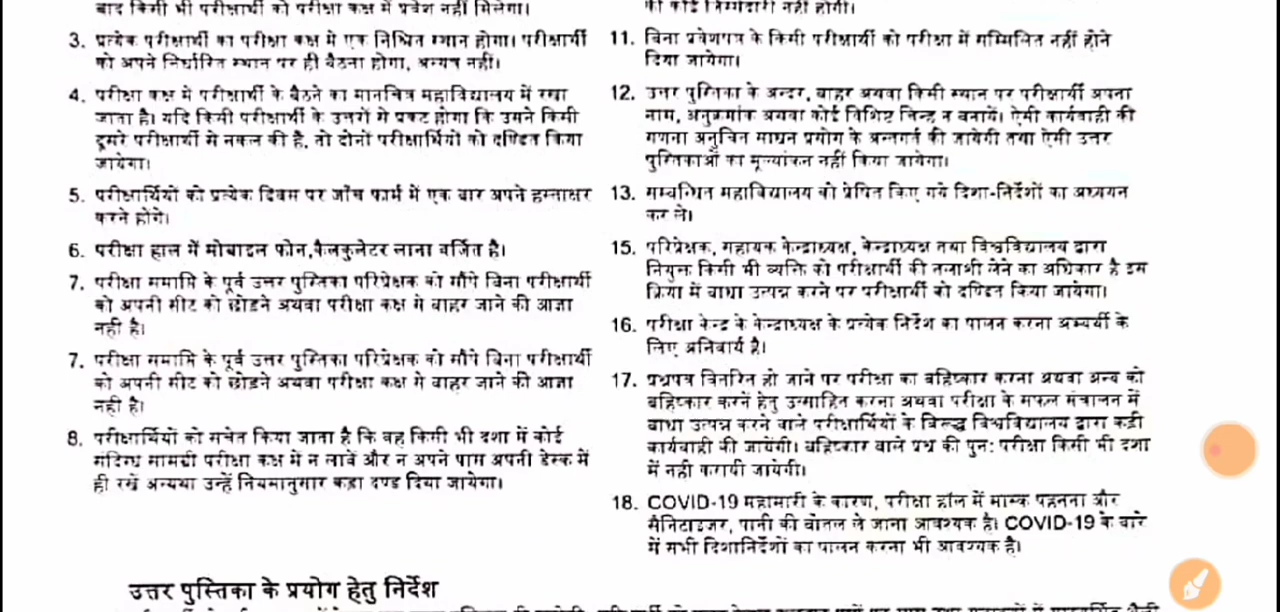 बाद किसी भी परीक्षार्थी को परीक्षा कक्ष में प्रवेश नहीं मिलेगा।
3. प्रत्येक परीक्षार्थी का परीक्षा कक्ष मे एक निश्चित स्थान होगा। परीक्षार्थी
को अपने निर्धारित स्थान पर ही बैठना होगा, अन्यत्र नहीं।
4. परीक्षा कक्ष में परीक्षार्थी के बैठने का मानचित्र महाविद्यालय में रखा
जाता है। यदि किसी परीक्षार्थी के उत्तरों से प्रकट होगा कि उसने किसी
दूसरे परीक्षार्थी से नकल की है, तो दोनों परीक्षार्थियों को दण्डित किया
जायेगा।
5. परीक्षार्थियों को प्रत्येक दिवस पर जाँच फार्म में एक बार अपने हस्ताक्षर
करने होंगे।
6. परीक्षा हाल में मोबाइल फोन,कैलकुलेटर लाना वर्जित है।
7. परीक्षा समाप्ति के पूर्व उत्तर पुस्तिका परिप्रेक्षक को सौंपे बिना परीक्षार्थी
को अपनी सीट को छोडने अथवा परीक्षा कक्ष से बाहर जाने की आज्ञा
नही है।
7. परीक्षा समाप्ति के पूर्व उत्तर पुस्तिका परिप्रेक्षक को सौंपे बिना परीक्षार्थी
को अपनी सीट को छोडने अथवा परीक्षा कक्ष से बाहर जाने की आज्ञा
नही है।
8. परीक्षार्थियों को सचेत किया जाता है कि वह किसी भी दशा में कोई
संदिग्ध सामग्री परीक्षा कक्ष में न लावें और न अपने पास अपनी डेस्क में
ही रखें अन्यथा उन्हें नियमानुसार कड़ा दण्ड दिया जायेगा।
की कोई जिम्मेदारी नहीं होगी।
11. बिना प्रवेशपत्र के किसी परीक्षार्थी को परीक्षा में सम्मिलित नहीं होने
दिया जायेगा।
12. उत्तर पुस्तिका के अन्दर, बाहर अथवा किसी स्थान पर परीक्षार्थी अपना
नाम, अनुक्रमांक अथवा कोई विशिष्ट चिन्ह न बनायें। ऐसी कार्यवाही की
गणना अनुचित साधन प्रयोग के अन्तगर्त की जायेगी तथा ऐसी उत्तर
पुस्तिकाओं का मूल्यांकन नहीं किया जायेगा।
13. सम्बन्धित महाविद्यालय को प्रेषित किए गये दिशा-निर्देशों का अध्ययन
कर ले।
15. परिप्रेक्षक, सहायक केन्द्राध्यक्ष, केन्द्राध्यक्ष तथा विश्वविद्यालय द्वारा
नियुक्त किसी भी व्यक्ति को परीक्षार्थी की तलाशी लेने का अधिकार है इस
क्रिया में बाधा उत्पन्न करने पर परीक्षार्थी को दण्डित किया जायेगा।
16. परीक्षा केन्द्र के केन्द्राध्यक्ष के प्रत्येक निर्देश का पालन करना अभ्यर्थी के
लिए अनिवार्य है।
17. प्रश्नपत्र वितरित हो जाने पर परीक्षा का बहिष्कार करना अथवा अन्य को
बहिष्कार करनें हेतु उत्साहित करना अथवा परीक्षा के सफल संचालन में
बाधा उत्पन्न करने वाले परीक्षार्थियों के विरूद्ध विश्वविद्यालय द्वारा कड़ी
कार्यवाही की जायेंगी। बहिष्कार वाले प्रश्न की पुन: परीक्षा किसी भी दशा
में नही करायी जायेगी।
18. COVID-19 महामारी के कारण, परीक्षा हॉल में मास्क पहनना और
सैनिटाइजर, पानी की बोतल ले जाना आवश्यक है। COVID-19 के बारे
में सभी दिशानिर्देशों का पालन करना भी आवश्यक है।
उत्तर पुस्तिका के प्रयोग हेतु निर्देश